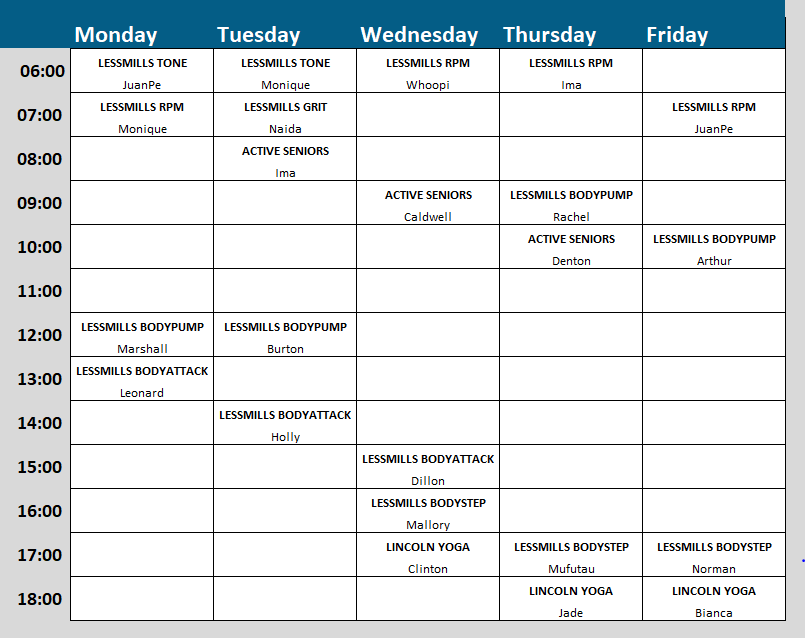 Monday Tuesday Wednesday Thursday Friday
06:00 LESSMILLS TONE LESSMILLS TONE LESSMILLS RPM LESSMILLS RPM
JuanPe Monique Whoopi Ima
07:00 LESSMILLS RPM LESSMILLS GRIT LESSMILLS RPM
Monique Naida JuanPe
08:00 ACTIVE SENIORS
Ima
09:00 ACTIVE SENIORS LESSMILLS BODYPUMP
Caldwell Rachel
10:00 ACTIVE SENIORS LESSMILLS BODYPUMP
Denton Arthur
11:00
12:00 LESSMILLS BODYPUMP LESSMILLS BODYPUMP
Marshall Burton
13:00 LESSMILLS BODYATTACK
Leonard
14:00 LESSMILLS BODYATTACK
Holly
15:00 LESSMILLS BODYATTACK
Dillon
16:00 LESSMILLS BODYSTEP
Mallory
17:00 LINCOLN YOGA LESSMILLS BODYSTEP LESSMILLS BODYSTEP
Clinton Mufutau Norman
18:00 LINCOLN YOGA LINCOLN YOGA
Jade Bianca